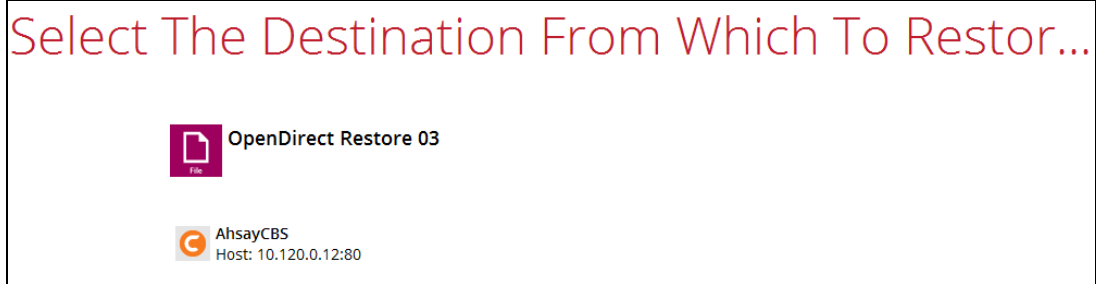 Select The Destination From Which To Restor...
OpenDirect Restore 03
File
AhsayCBS
Host: 10.120.0.12:80